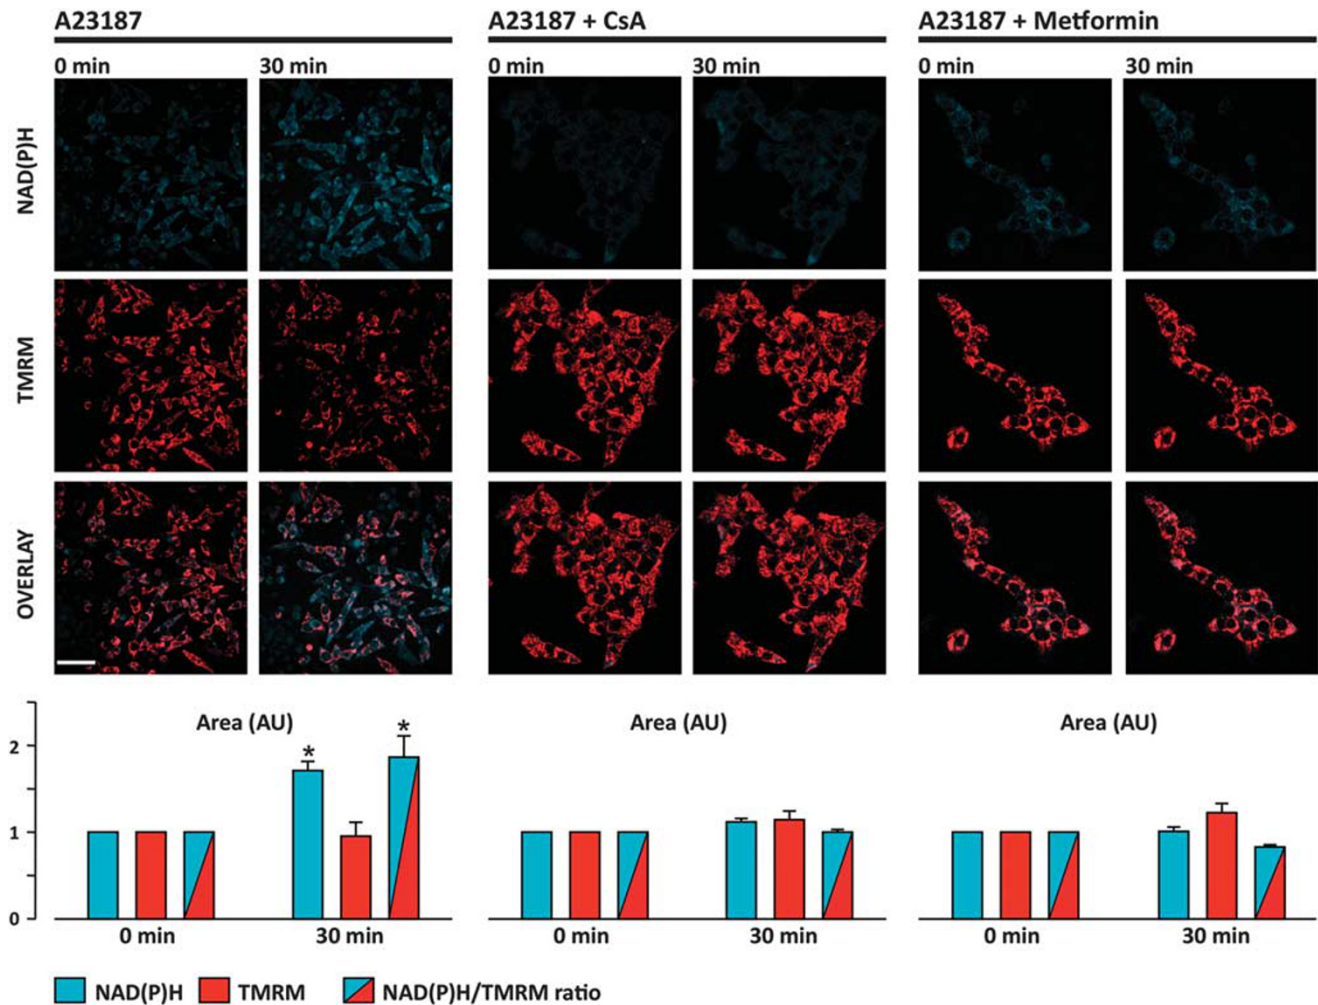 A23187 A23187 + CsA A23187 + Metformin
0 min 30 min 0 min 30 min 0 min 30 min
NAD(P)H
TMRM
OVERLAY
Area (AU) Area (AU) Area (AU)
* *
2
1
0
0 min 30 min 0 min 30 min 0 min 30 min
NAD(P)H TMRM NAD(P)H/TMRM ratio